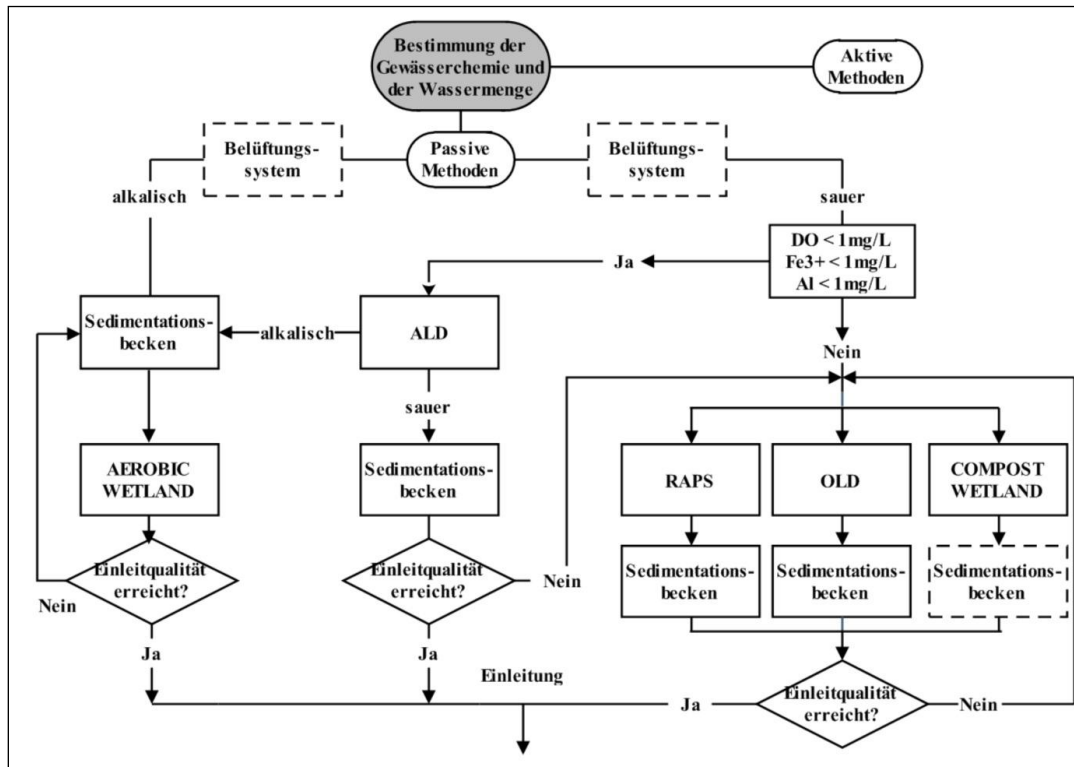 Bestimmung der
Gewässerchemie und
der Wassermenge
Aktive
Methoden
Belüftungs-
system
Passive
Methoden
Belüftungs-
system
alkalisch
sauer
DO < 1mg/L
Fe3+ < 1mg/L
Al < 1mg/L
Ja
Sedimentations-
becken
alkalisch
ALD
Nein
sauer
AEROBIC
WETLAND
Sedimentations-
becken
RAPS
OLD
COMPOST
WETLAND
Einleitqualität
erreicht?
Nein
Einleitqualität
erreicht?
Nein
Sedimentations-
becken
Sedimentations-
becken
Sedimentations-
becken
Ja
Ja
Einleitung
Ja
Einleitqualität
erreicht?
Nein